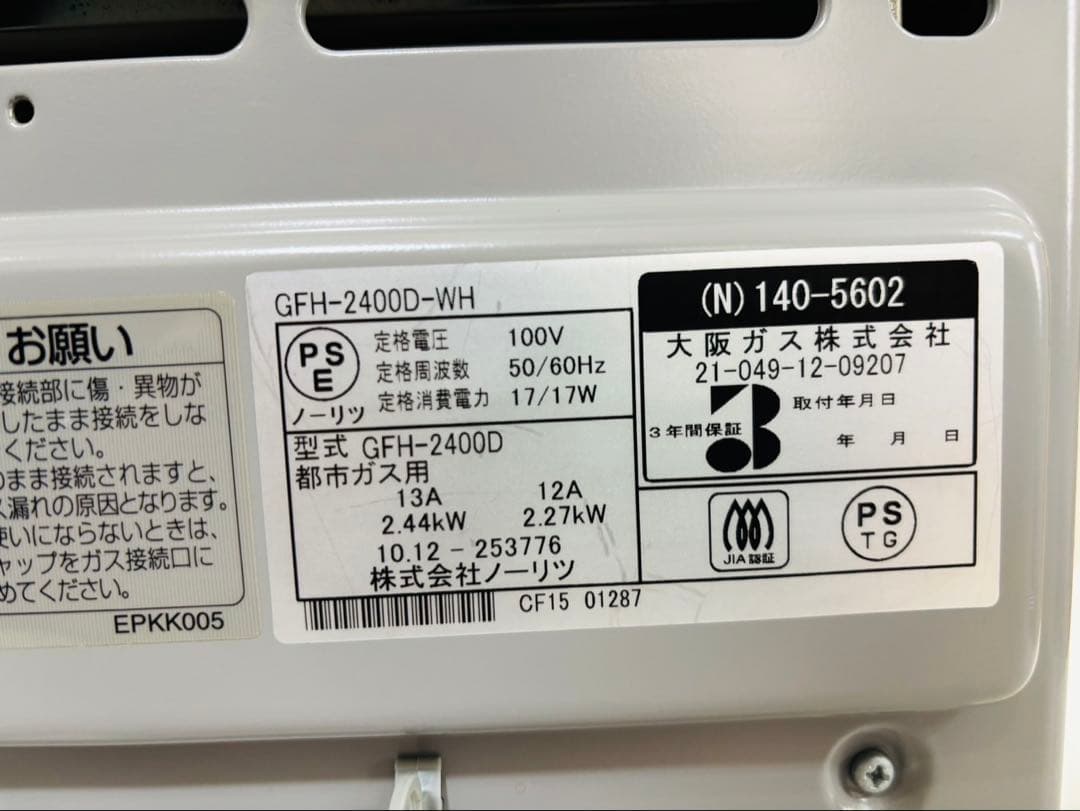 お願い
接続部に傷・異物が
したまま接続をしな
ください。
のまま接続されますと、
ス漏れの原因となります。
使いにならないときは、
ャップをガス接続口に
めてください。
EPKK005
GFH-2400D-WH
PS
E
ノーリツ
定格電圧 100V
定格周波数 50/60Hz
定格消費電力 17/17W
型式 GFH-2400D
都市ガス用
13A 12A
2.44kW 2.27kW
10.12-253776
株式会社ノーリツ
CF15 01287
(N) 140-5602
大阪ガス株式会社
21-049-12-09207
3年間保証
3
取付年月日
年 月 日
JIA認証
PS
TG